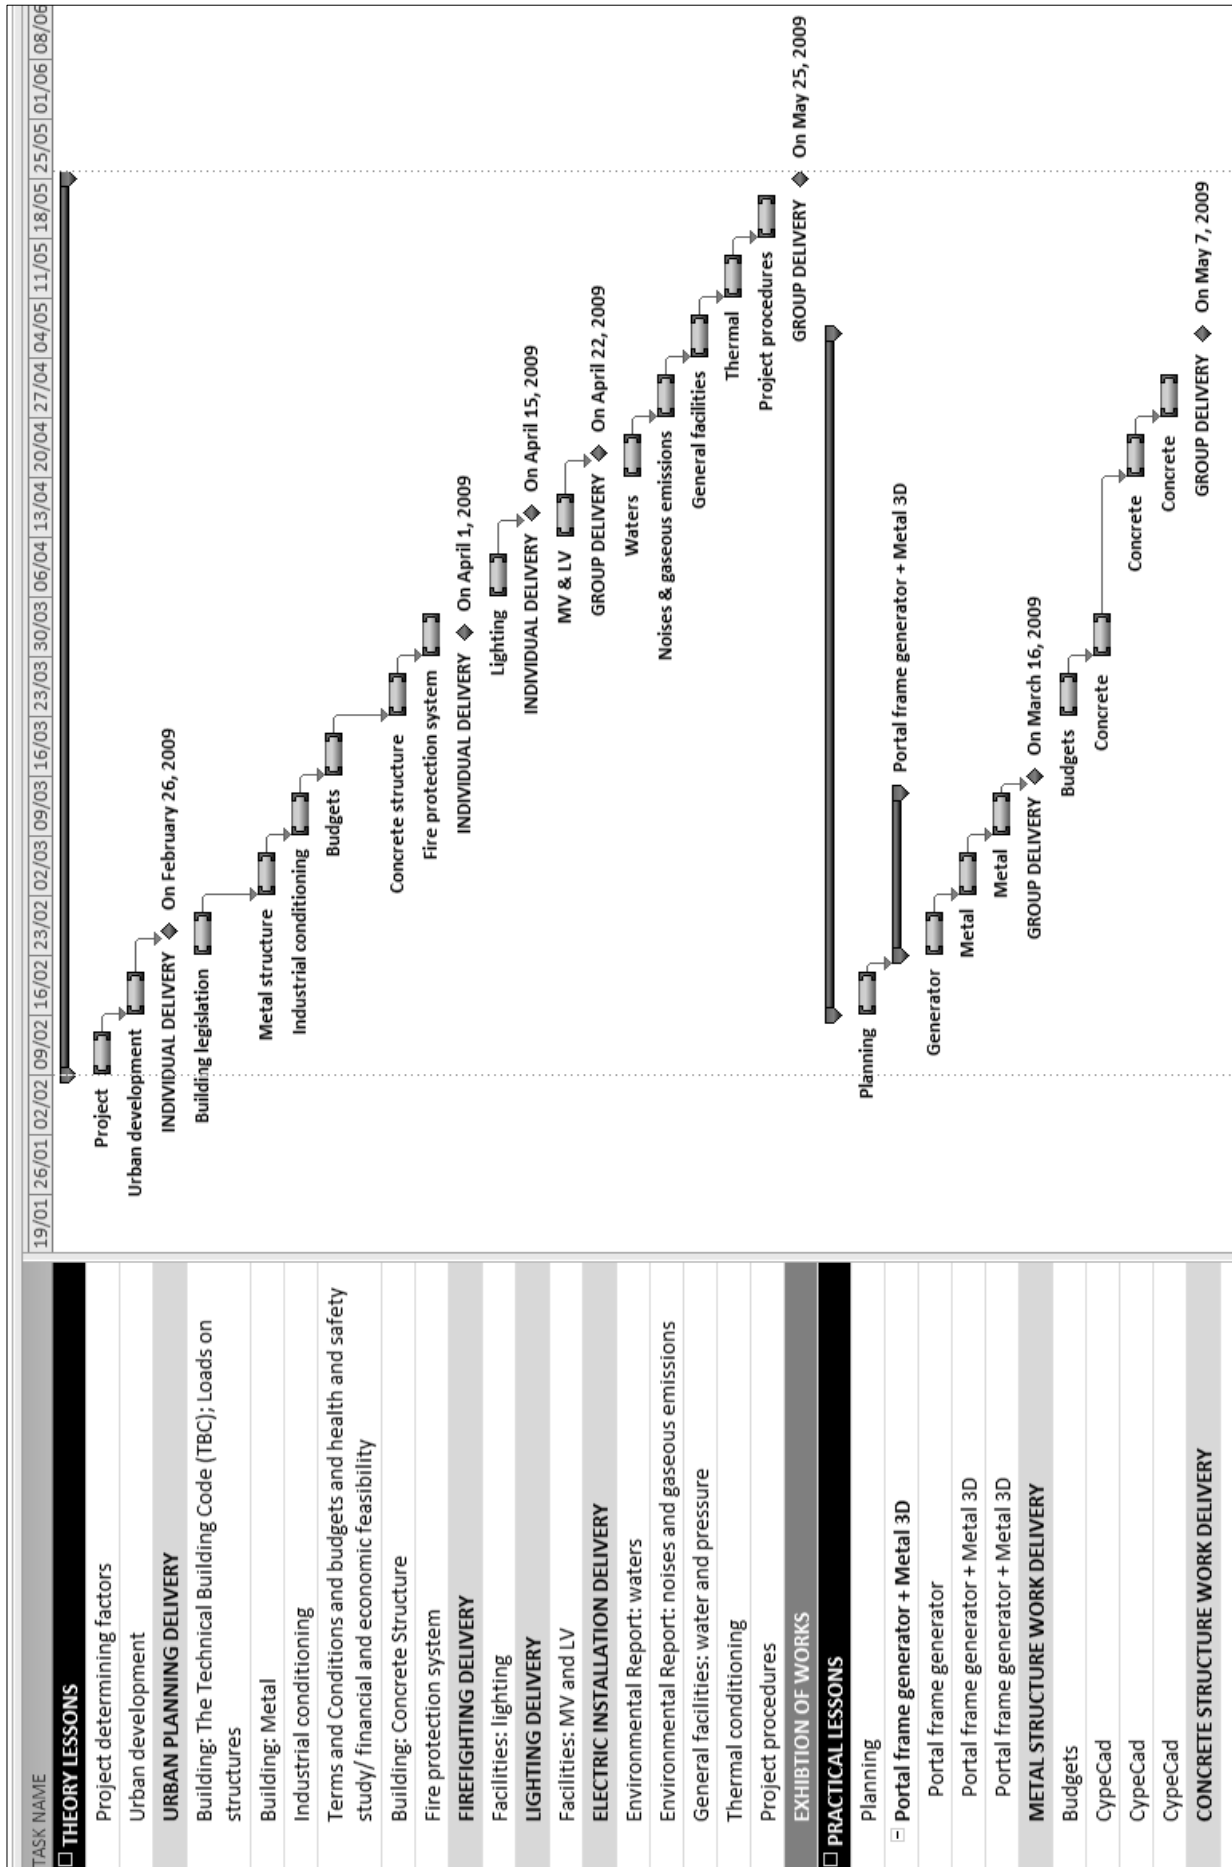 TASK NAME
19/01 26/01 02/02 09/02 16/02 23/02 02/03 09/03 16/03 23/03 30/03 06/04 13/04 20/04 27/04 04/05 11/05 18/05 25/05 01/06 08/06
THEORY LESSONS
Project determining factors
Project
Urban development
Urban development
URBAN PLANNING DELIVERY
INDIVIDUAL DELIVERY On February 26, 2009
Building: The Technical Building Code (TBC); Loads on
structures
Building legislation
Building: Metal
Metal structure
Industrial conditioning
Industrial conditioning
Terms and Conditions and budgets and health and safety
study/ financial and economic feasibility
Budgets
Building: Concrete Structure
Concrete structure
Fire protection system
Fire protection system
FIREFIGHTING DELIVERY
INDIVIDUAL DELIVERY On April 1, 2009
Facilities: lighting
Lighting
LIGHTING DELIVERY
INDIVIDUAL DELIVERY On April 15, 2009
Facilities: MV and LV
MV & LV
ELECTRIC INSTALLATION DELIVERY
GROUP DELIVERY On April 22, 2009
Environmental Report: waters
Waters
Environmental Report: noises and gaseous emissions
Noises & gaseous emissions
General facilities: water and pressure
General facilities
Thermal conditioning
Thermal
Project procedures
Project procedures
EXHIBITION OF WORKS
GROUP DELIVERY On May 25, 2009
PRACTICAL LESSONS
Planning
Planning
Portal frame generator + Metal 3D
Portal frame generator + Metal 3D
Portal frame generator
Generator
Portal frame generator + Metal 3D
Metal
Portal frame generator + Metal 3D
Metal
METAL STRUCTURE WORK DELIVERY
GROUP DELIVERY On March 16, 2009
Budgets
Budgets
CypeCad
Concrete
CypeCad
Concrete
CypeCad
Concrete
CONCRETE STRUCTURE WORK DELIVERY
GROUP DELIVERY On May 7, 2009